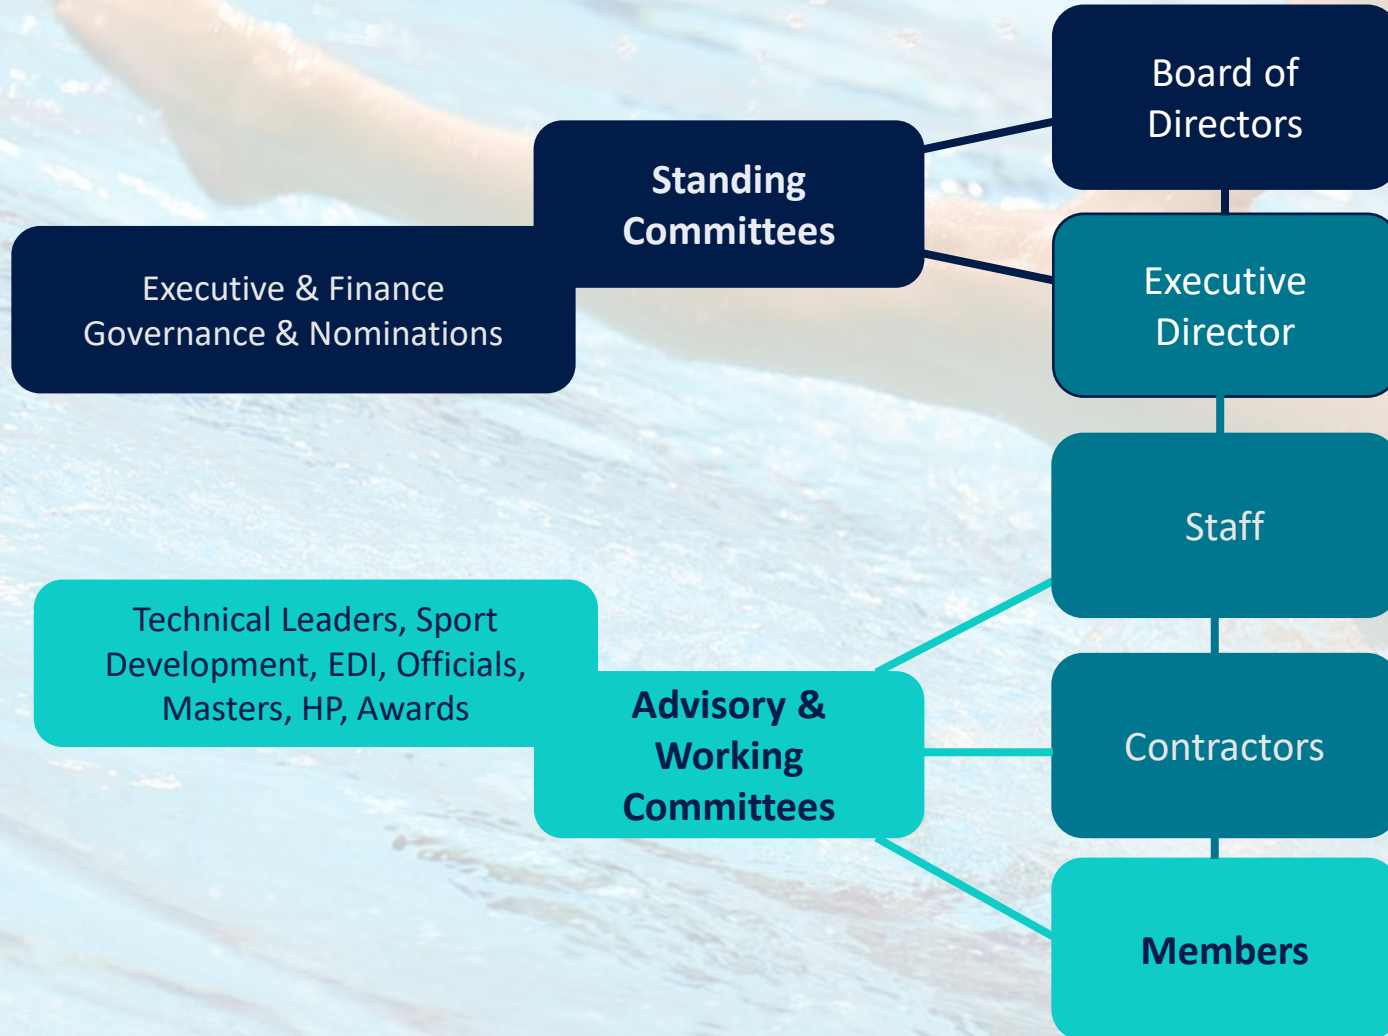 Board of
Directors
Standing
Committees
Executive & Finance
Governance & Nominations
Executive
Director
Staff
Technical Leaders, Sport
Development, EDI, Officials,
Masters, HP, Awards
Advisory &
Working
Committees
Contractors
Members